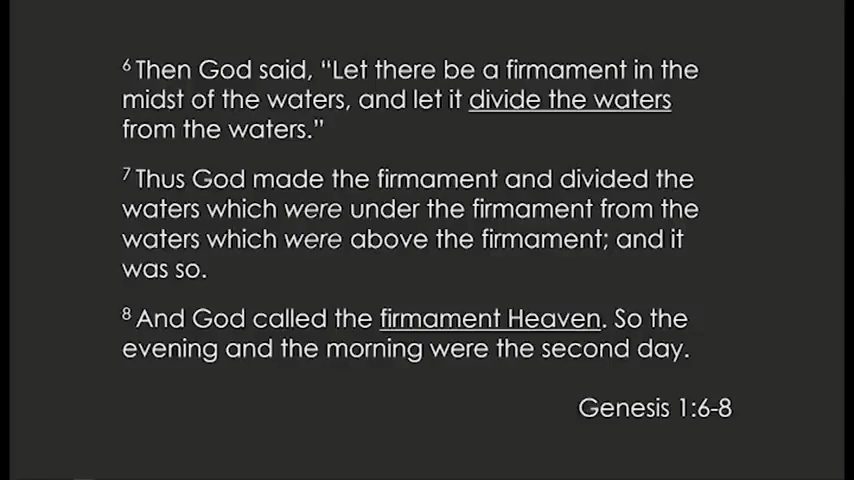 6 Then God said, “Let there be a firmament in the
midst of the waters, and let it divide the waters
from the waters.”
7 Thus God made the firmament and divided the
waters which were under the firmament from the
waters which were above the firmament; and it
was so.
8 And God called the firmament Heaven. So the
evening and the morning were the second day.
Genesis 1:6-8